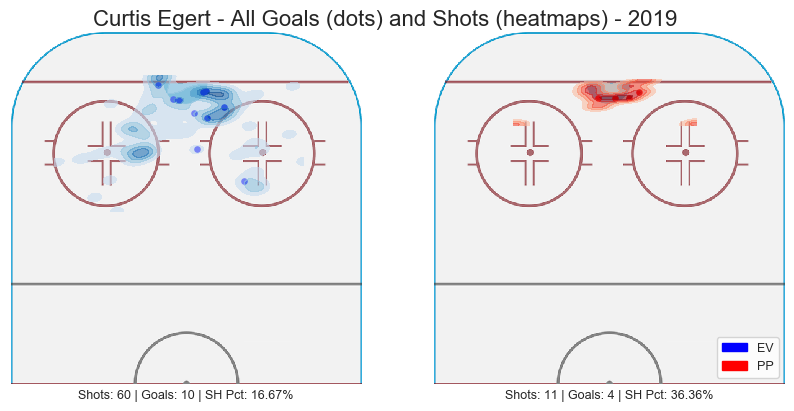 Curtis Egert - All Goals (dots) and Shots (heatmaps) - 2019
EV
PP
Shots: 60 | Goals: 10 | SH Pct: 16.67%
Shots: 11 | Goals: 4 | SH Pct: 36.36%